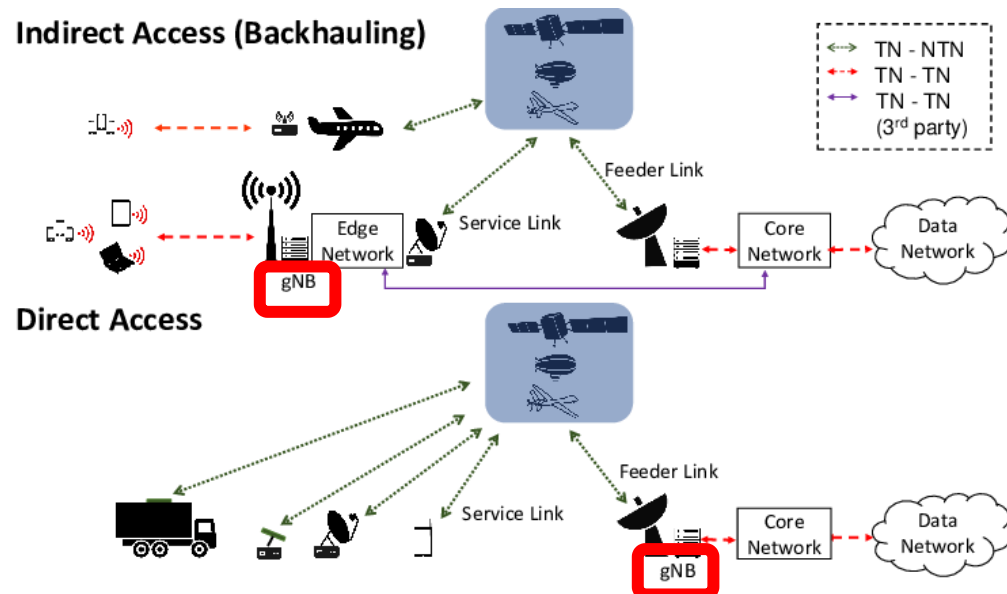 Indirect Access (Backhauling)
TN - NTN
TN - TN
TN - TN
(3rd party)
Feeder Link
Service Link
Edge
Network
Core
Network
Data
Network
gNB
Direct Access
Feeder Link
Service Link
Core
Network
Data
Network
gNB